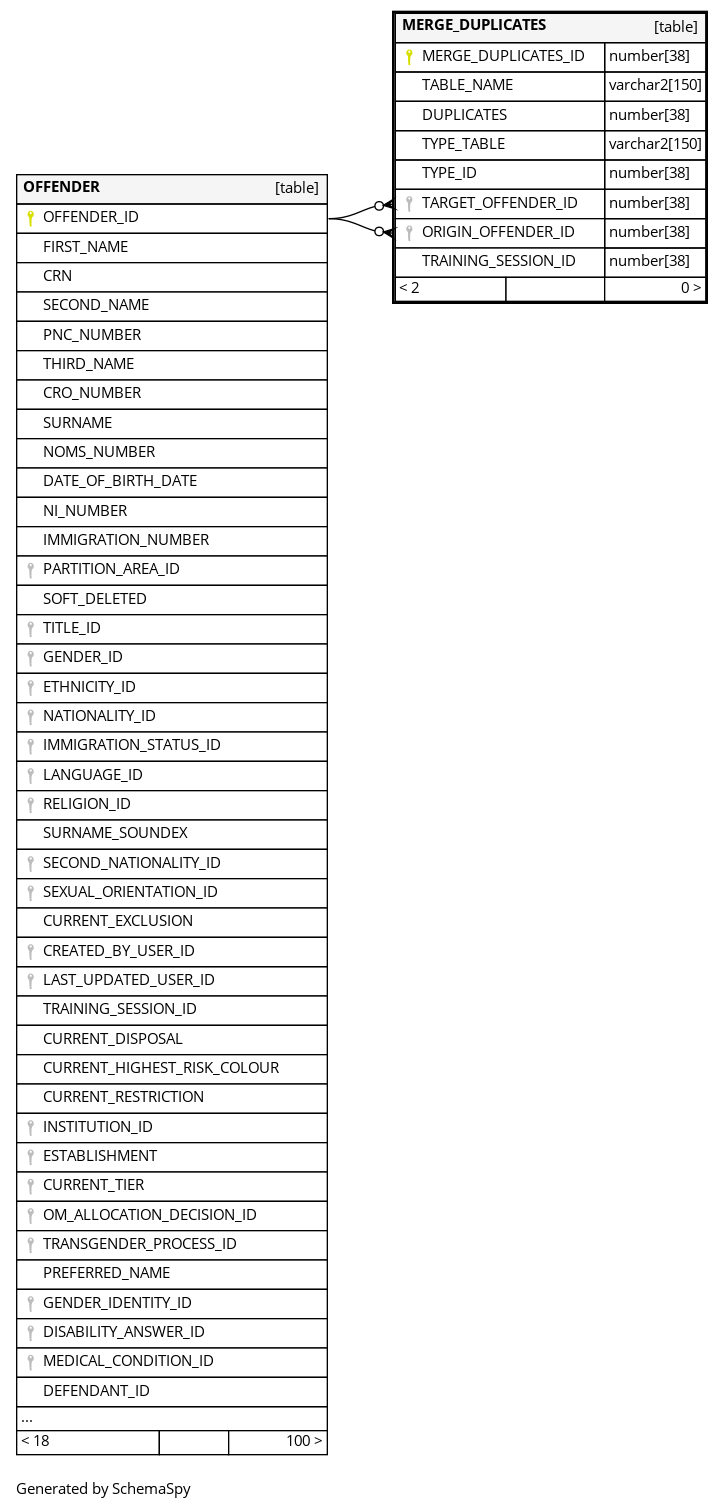 MERGE_DUPLICATES [table]
MERGE_DUPLICATES_ID number[38]
TABLE_NAME varchar2[150]
DUPLICATES number[38]
TYPE_TABLE varchar2[150]
TYPE_ID number[38]
TARGET_OFFENDER_ID number[38]
ORIGIN_OFFENDER_ID number[38]
TRAINING_SESSION_ID number[38]
< 2 0 >
OFFENDER [table]
OFFENDER_ID
FIRST_NAME
CRN
SECOND_NAME
PNC_NUMBER
THIRD_NAME
CRO_NUMBER
SURNAME
NOMS_NUMBER
DATE_OF_BIRTH_DATE
NI_NUMBER
IMMIGRATION_NUMBER
PARTITION_AREA_ID
SOFT_DELETED
TITLE_ID
GENDER_ID
ETHNICITY_ID
NATIONALITY_ID
IMMIGRATION_STATUS_ID
LANGUAGE_ID
RELIGION_ID
SURNAME_SOUNDEX
SECOND_NATIONALITY_ID
SEXUAL_ORIENTATION_ID
CURRENT_EXCLUSION
CREATED_BY_USER_ID
LAST_UPDATED_USER_ID
TRAINING_SESSION_ID
CURRENT_DISPOSAL
CURRENT_HIGHEST_RISK_COLOUR
CURRENT_RESTRICTION
INSTITUTION_ID
ESTABLISHMENT
CURRENT_TIER
OM_ALLOCATION_DECISION_ID
TRANSGENDER_PROCESS_ID
PREFERRED_NAME
GENDER_IDENTITY_ID
DISABILITY_ANSWER_ID
MEDICAL_CONDITION_ID
DEFENDANT_ID
...
< 18 100 >
Generated by SchemaSpy